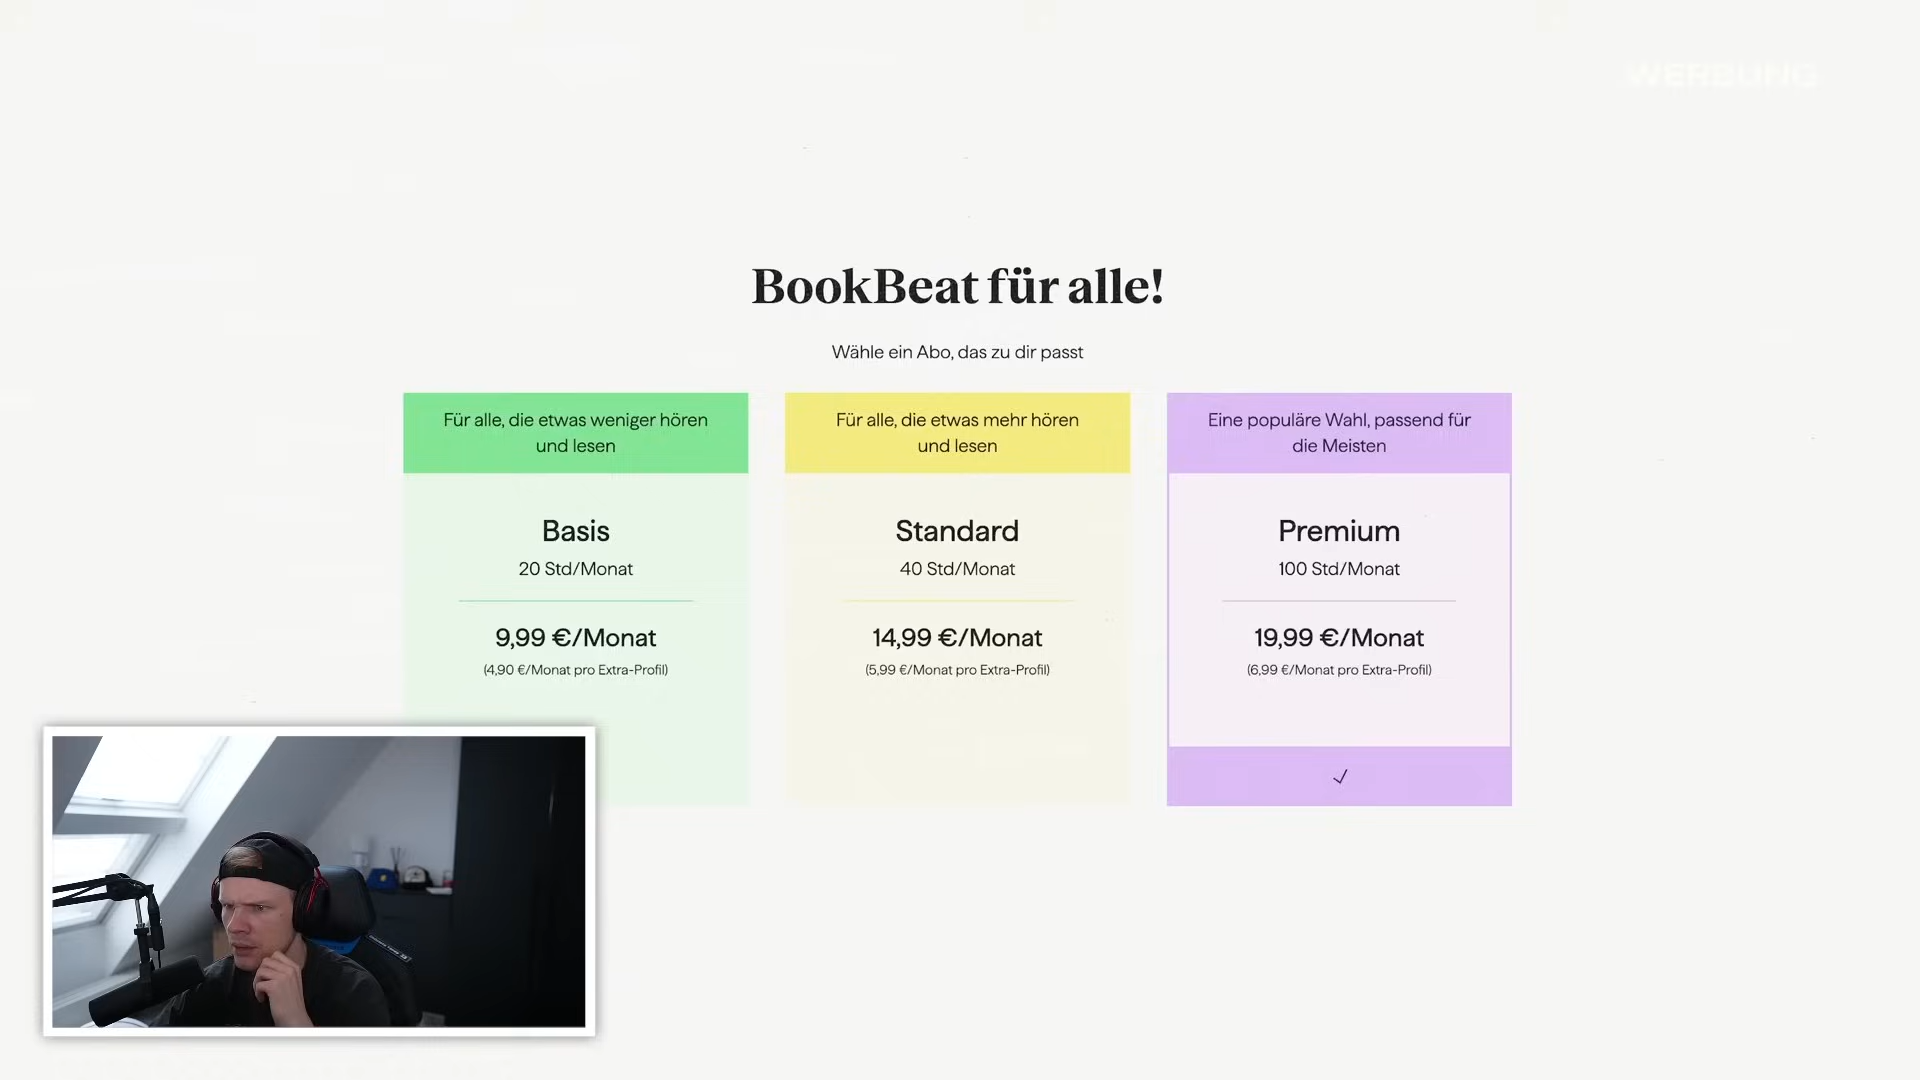 WERBUNG
BookBeat für alle!
Wähle ein Abo, das zu dir passt
Für alle, die etwas weniger hören
und lesen
Basis
20 Std/Monat
9,99 €/Monat
(4,90 €/Monat pro Extra-Profil)
Für alle, die etwas mehr hören
und lesen
Standard
40 Std/Monat
14,99 €/Monat
(5,99 €/Monat pro Extra-Profil)
Eine populäre Wahl, passend für
die Meisten
Premium
100 Std/Monat
19,99 €/Monat
(6,99 €/Monat pro Extra-Profil)